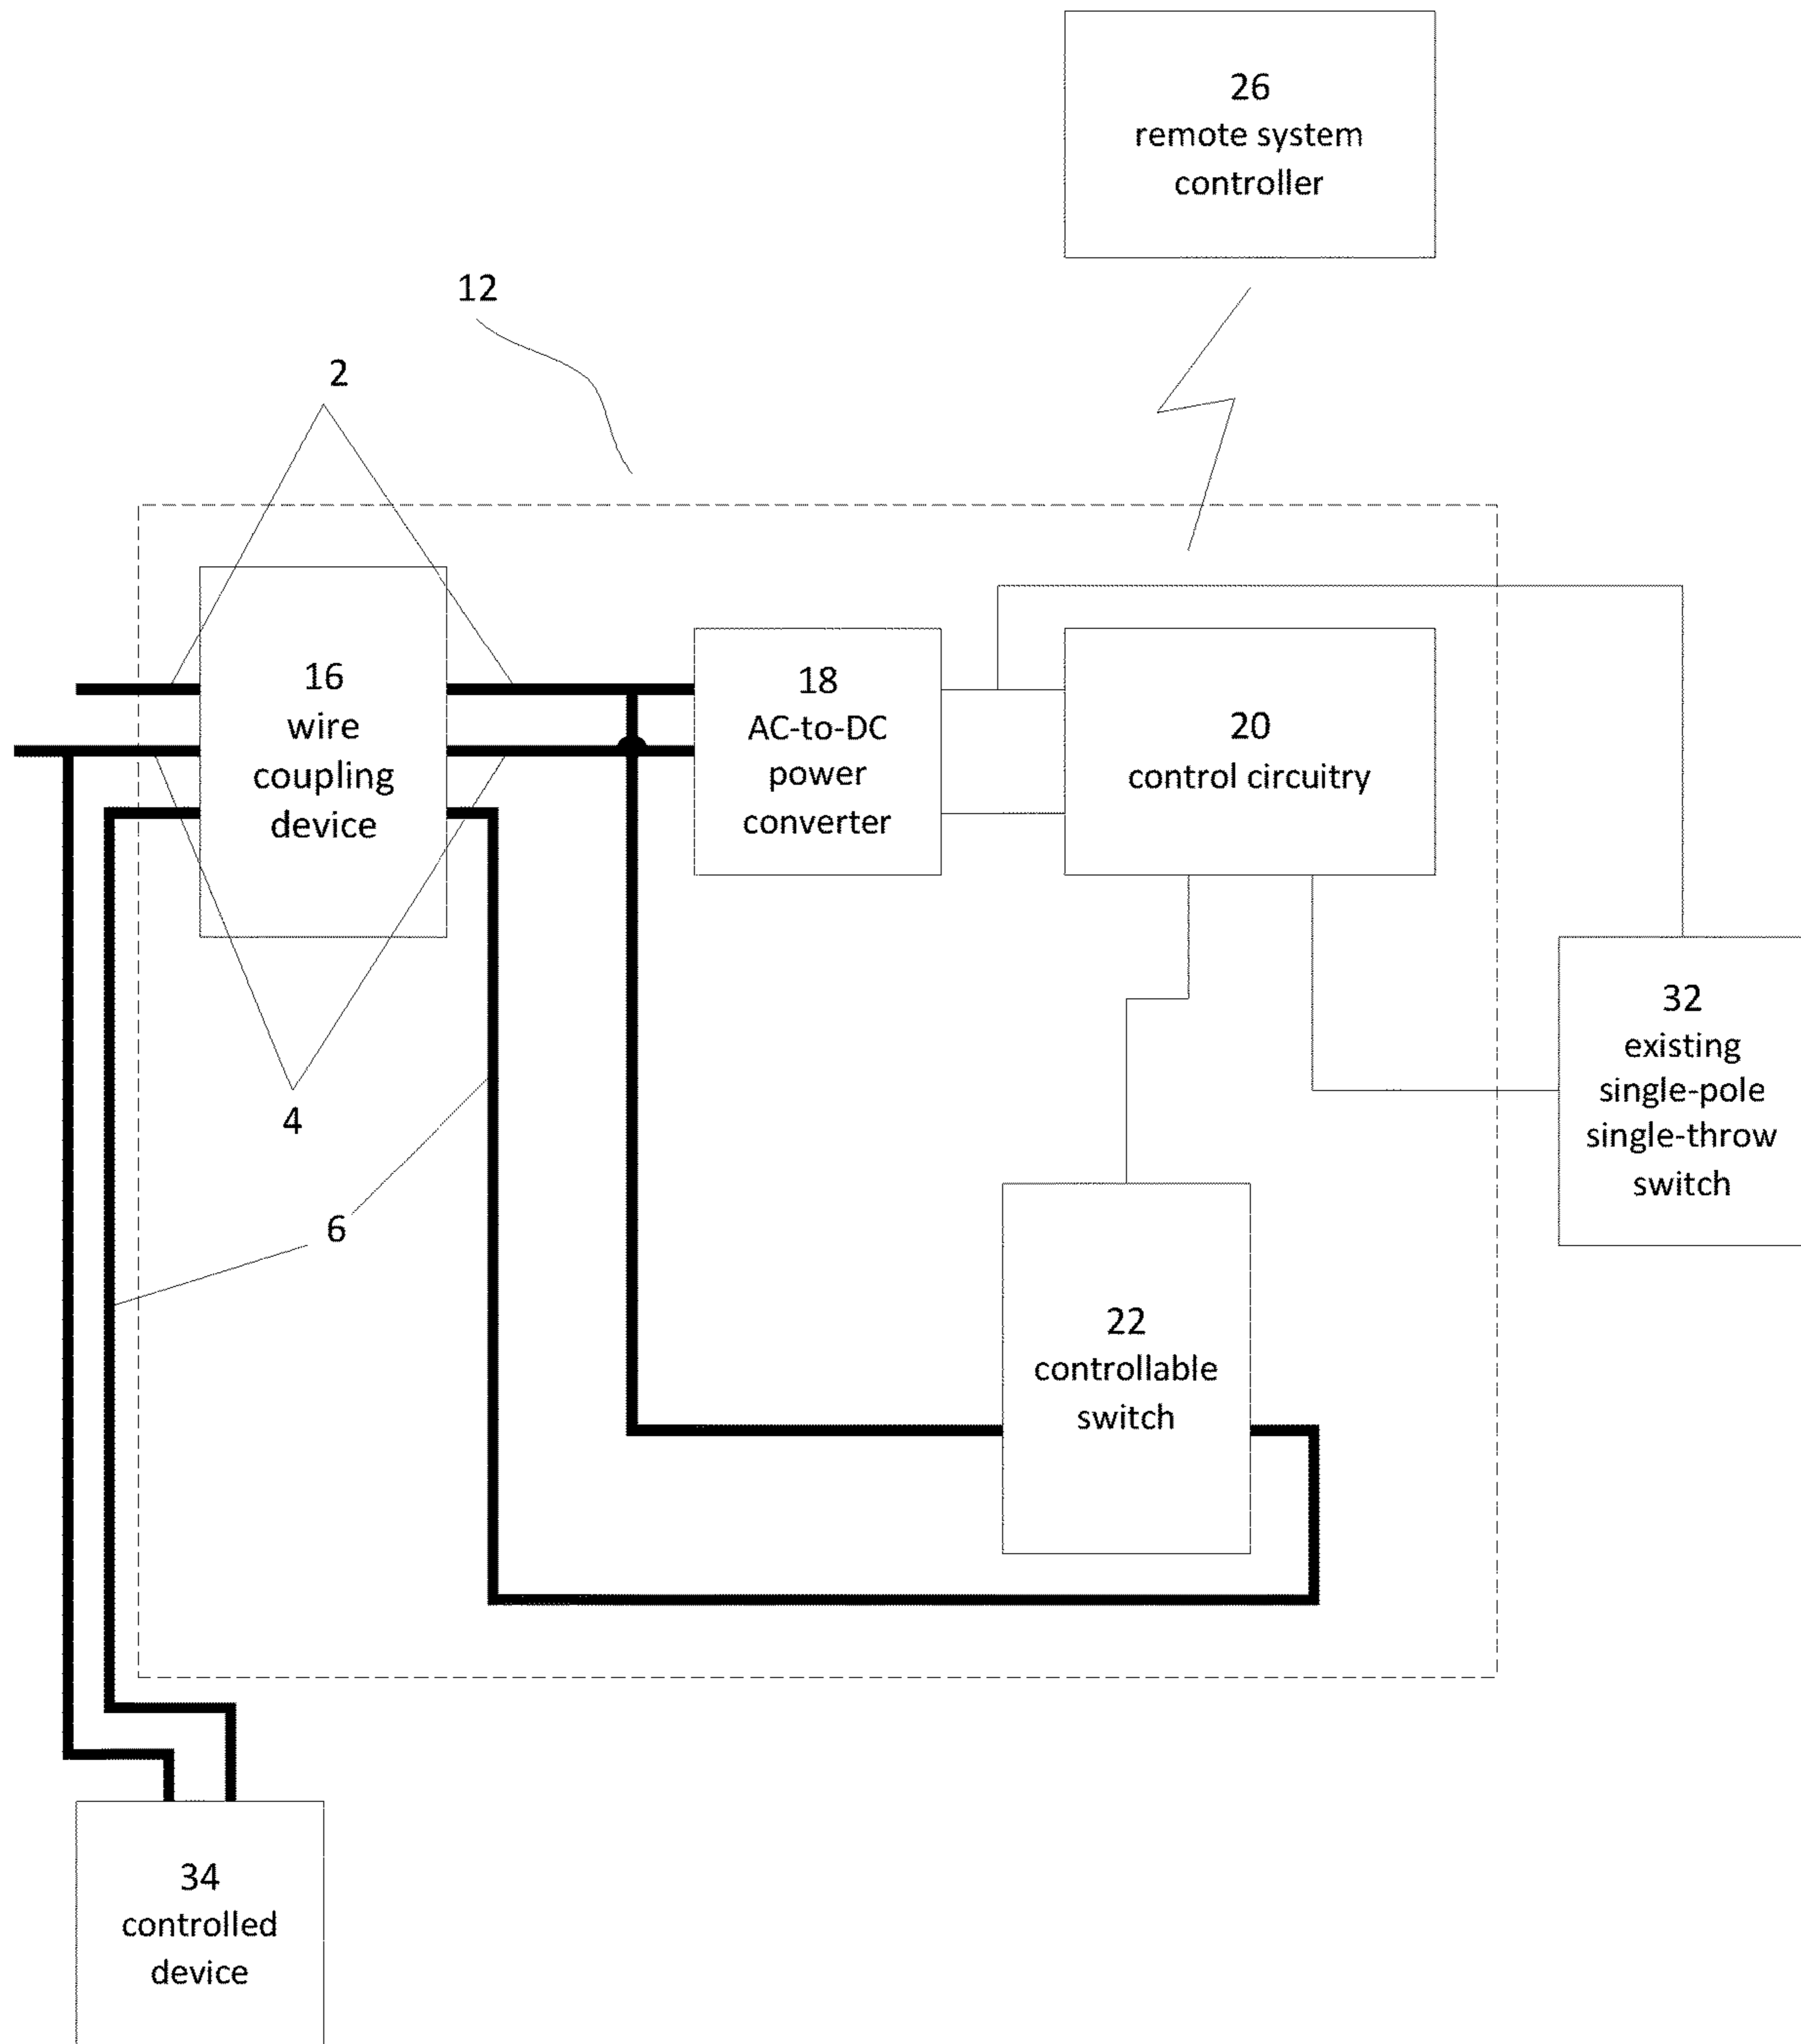 26
remote system
controller
12
2
16
wire
coupling
device
18
AC-to-DC
power
converter
20
control circuitry
32
existing
single-pole
single-throw
switch
4
6
22
controllable
switch
34
controlled
device